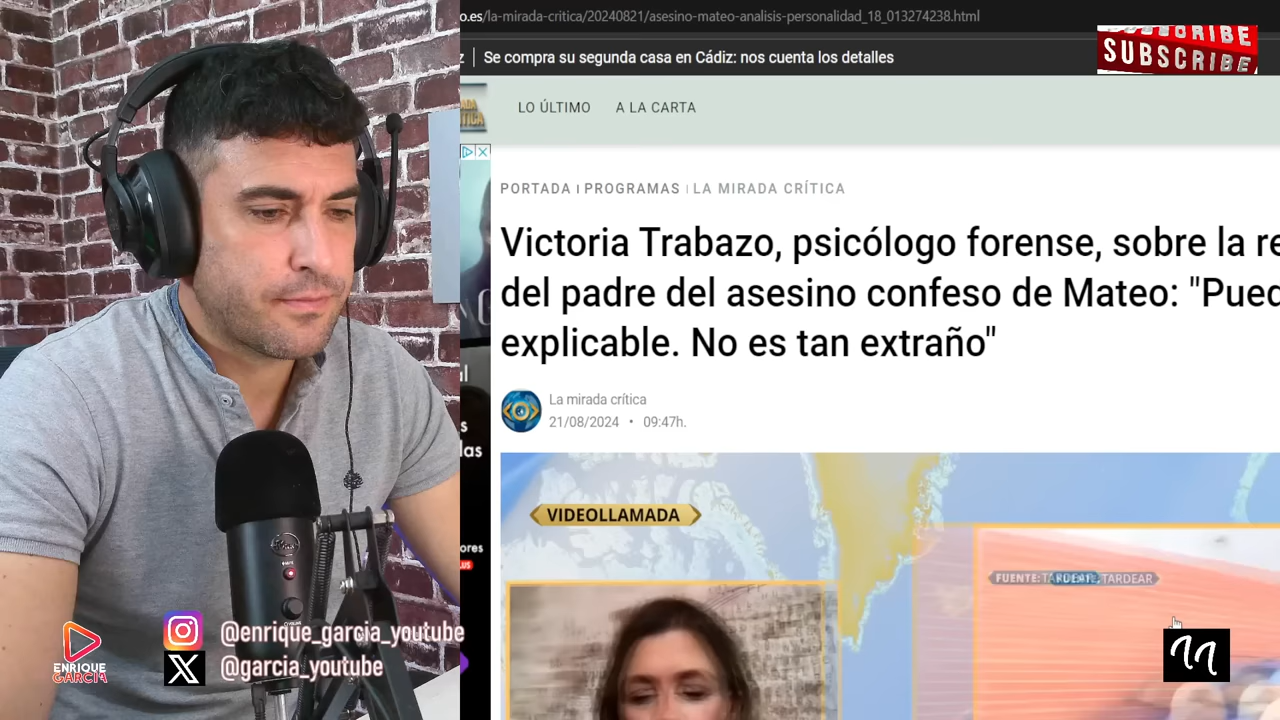 o.es/la-mirada-critica/20240821/asesino-mateo-analisis-personalidad_18_013274238.html
SUBSCRIBE
SUBSCRIBE
z | Se compra su segunda casa en Cádiz: nos cuenta los detalles
LO ÚLTIMO A LA CARTA
PORTADA | PROGRAMAS | LA MIRADA CRÍTICA
Victoria Trabazo, psicólogo forense, sobre la re
del padre del asesino confeso de Mateo: "Pued
explicable. No es tan extraño"
La mirada crítica
21/08/2024 • 09:47h.
VIDEOLLAMADA
FUENTE: TARDEAR
ENRIQUE
GARCIA
@enrique_garcia_youtube
@garcia_youtube